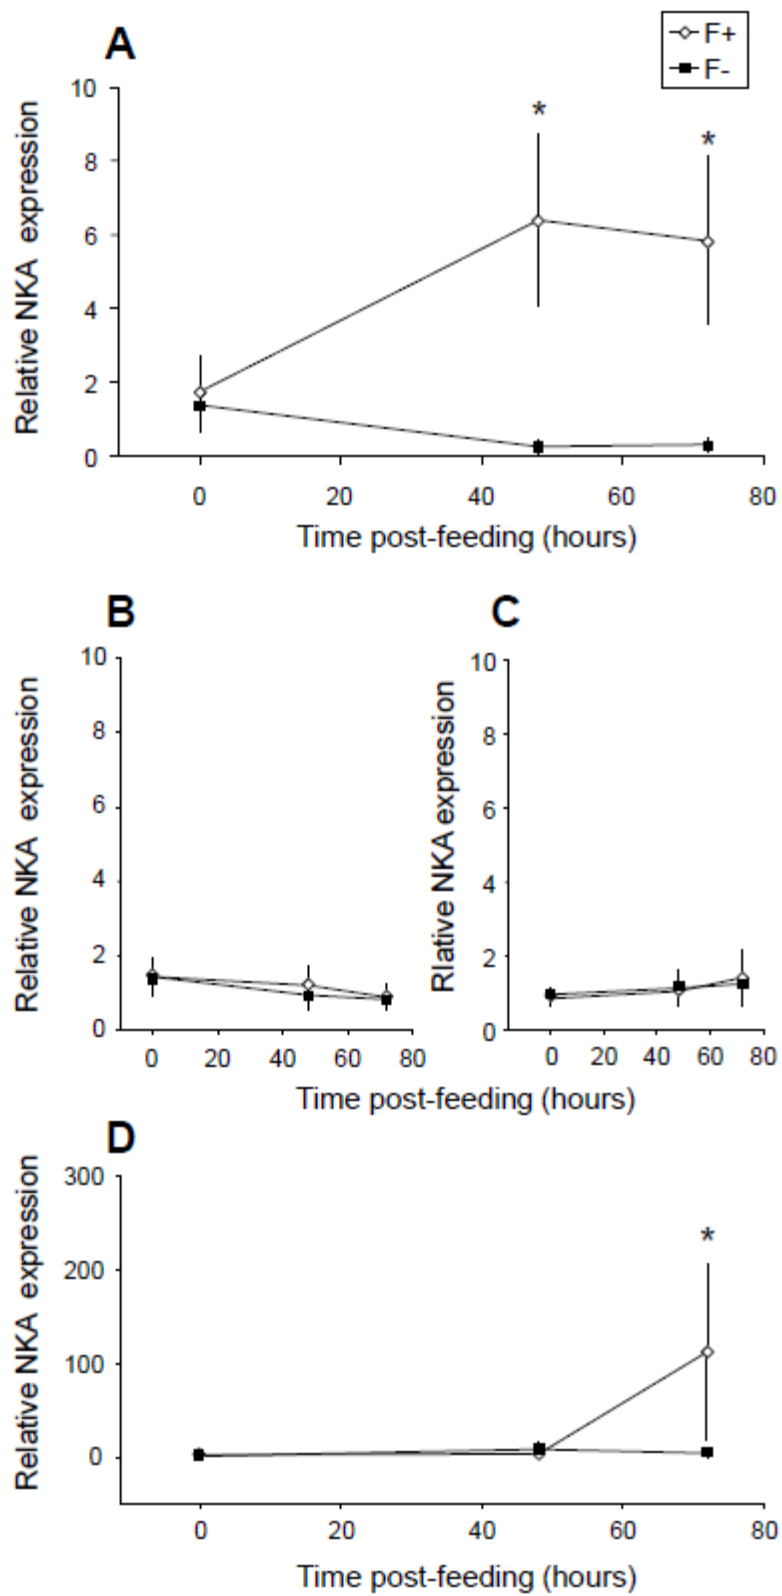 A
F+
F-
Relative NKA expression
10
8
6
4
2
0
*
*
0 20 40 60 80
Time post-feeding (hours)
B
C
Relative NKA expression
10
8
6
4
2
0
0 20 40 60 80
Rlative NKA expression
10
8
6
4
2
0
0 20 40 60 80
Time post-feeding (hours)
D
Relative NKA expression
300
200
100
0
*
0 20 40 60 80
Time post-feeding (hours)